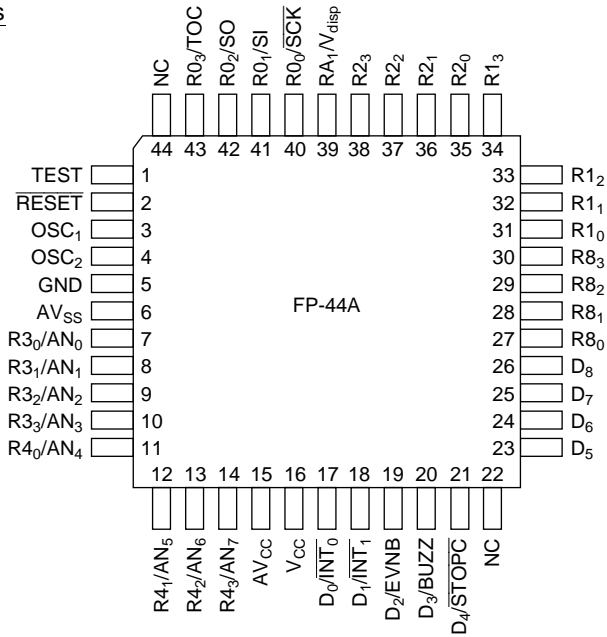 s
NC
R0₃/TOC
R0₂/SO
R0₁/SI
R0₀/S̅C̅K̅
RA₁/V_disp
R2₃
R2₂
R2₁
R2₀
R1₃
44 43 42 41 40 39 38 37 36 35 34
TEST 1
R̅E̅S̅E̅T̅ 2
OSC₁ 3
OSC₂ 4
GND 5
AV_SS 6
R3₀/AN₀ 7
R3₁/AN₁ 8
R3₂/AN₂ 9
R3₃/AN₃ 10
R4₀/AN₄ 11
FP-44A
33 R1₂
32 R1₁
31 R1₀
30 R8₃
29 R8₂
28 R8₁
27 R8₀
26 D₈
25 D₇
24 D₆
23 D₅
12 13 14 15 16 17 18 19 20 21 22
R4₁/AN₅
R4₂/AN₆
R4₃/AN₇
AV_CC
V_CC
D₀/I̅N̅T̅₀
D₁/I̅N̅T̅₁
D₂/EVNB
D₃/BUZZ
D₄/S̅T̅O̅P̅C̅
NC